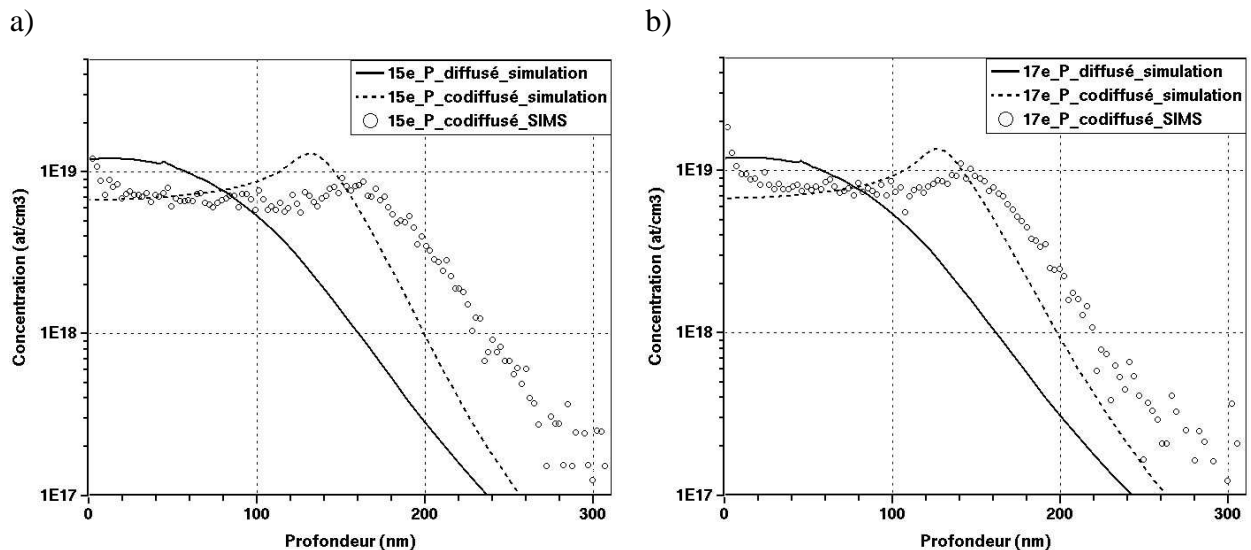 a)
15e_P_diffusé_simulation
15e_P_codiffusé_simulation
15e_P_codiffusé_SIMS
1E19
1E18
1E17
Concentration (at/cm3)
0
100
200
300
Profondeur (nm)
b)
17e_P_diffusé_simulation
17e_P_codiffusé_simulation
17e_P_codiffusé_SIMS
1E19
1E18
1E17
Concentration (at/cm3)
0
100
200
300
Profondeur (nm)